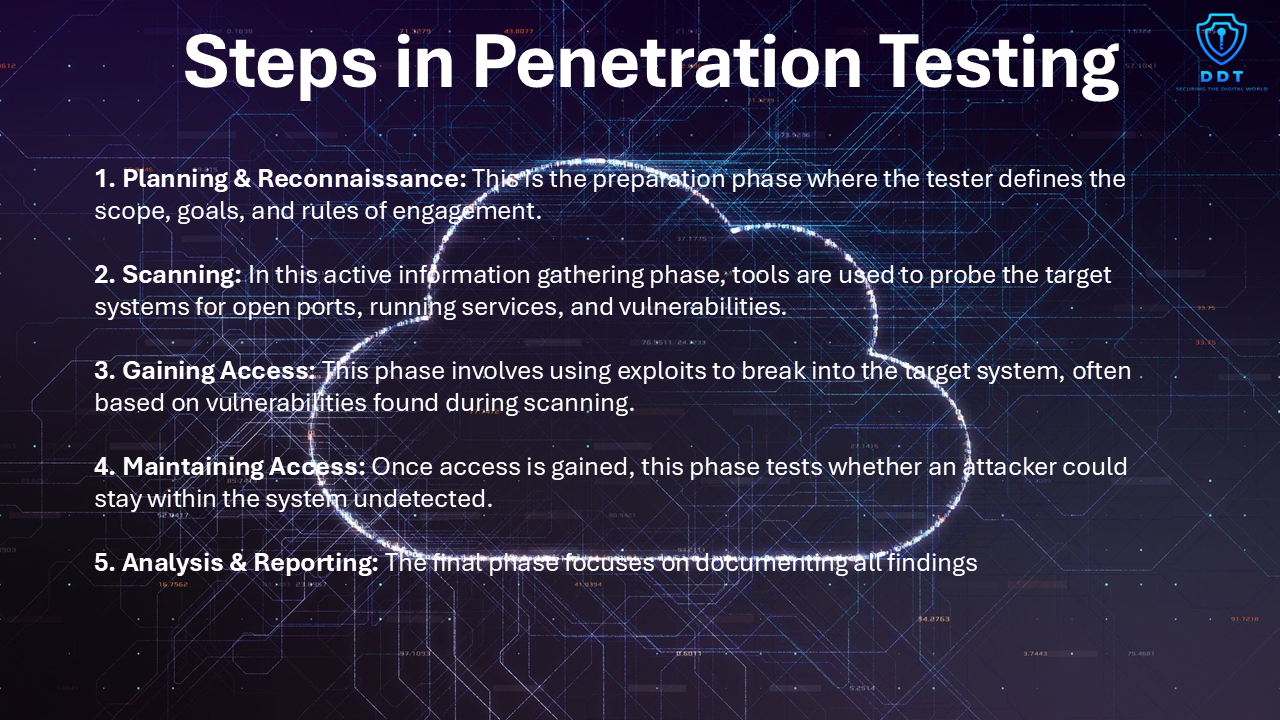 Steps in Penetration Testing
DDT
SECURING THE DIGITAL WORLD
1. Planning & Reconnaissance: This is the preparation phase where the tester defines the
scope, goals, and rules of engagement.
2. Scanning: In this active information gathering phase, tools are used to probe the target
systems for open ports, running services, and vulnerabilities.
3. Gaining Access: This phase involves using exploits to break into the target system, often
based on vulnerabilities found during scanning.
4. Maintaining Access: Once access is gained, this phase tests whether an attacker could
stay within the system undetected.
5. Analysis & Reporting: The final phase focuses on documenting all findings